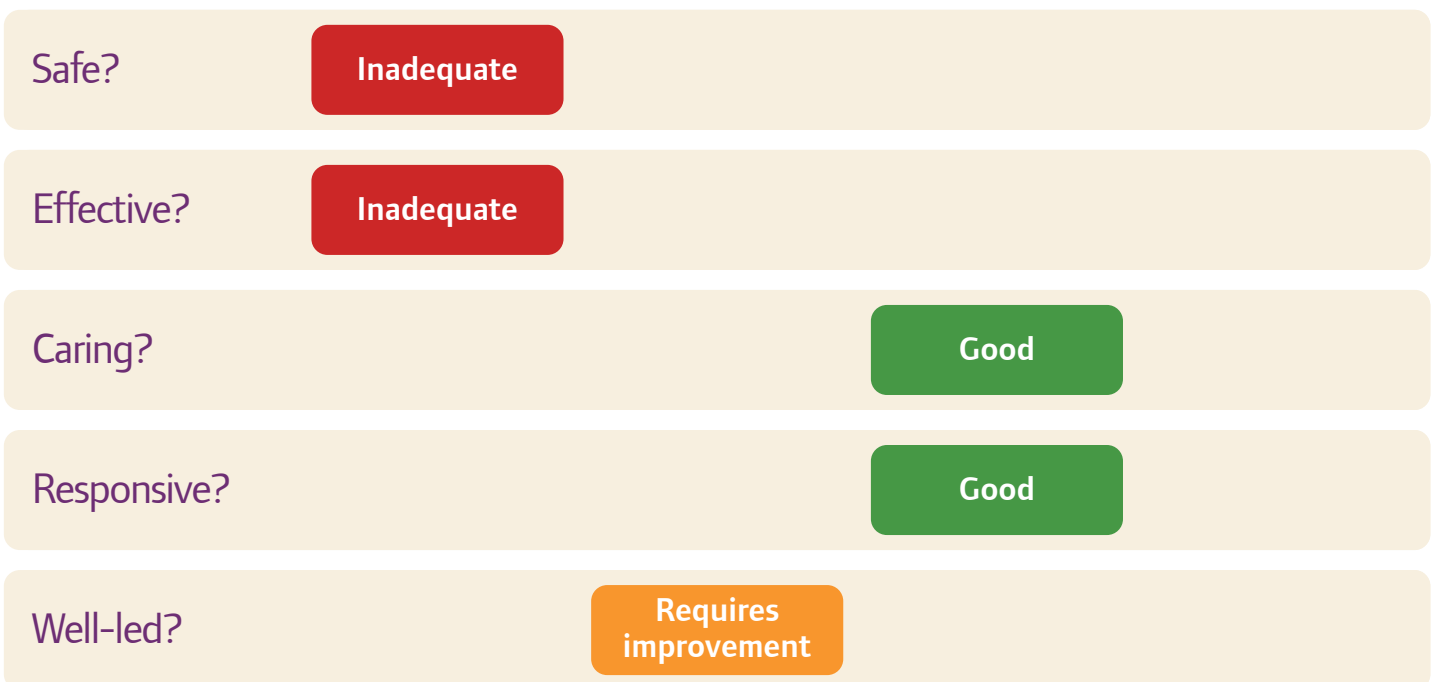 Safe?
Inadequate
Effective?
Inadequate
Caring?
Good
Responsive?
Good
Well-led?
Requires
improvement